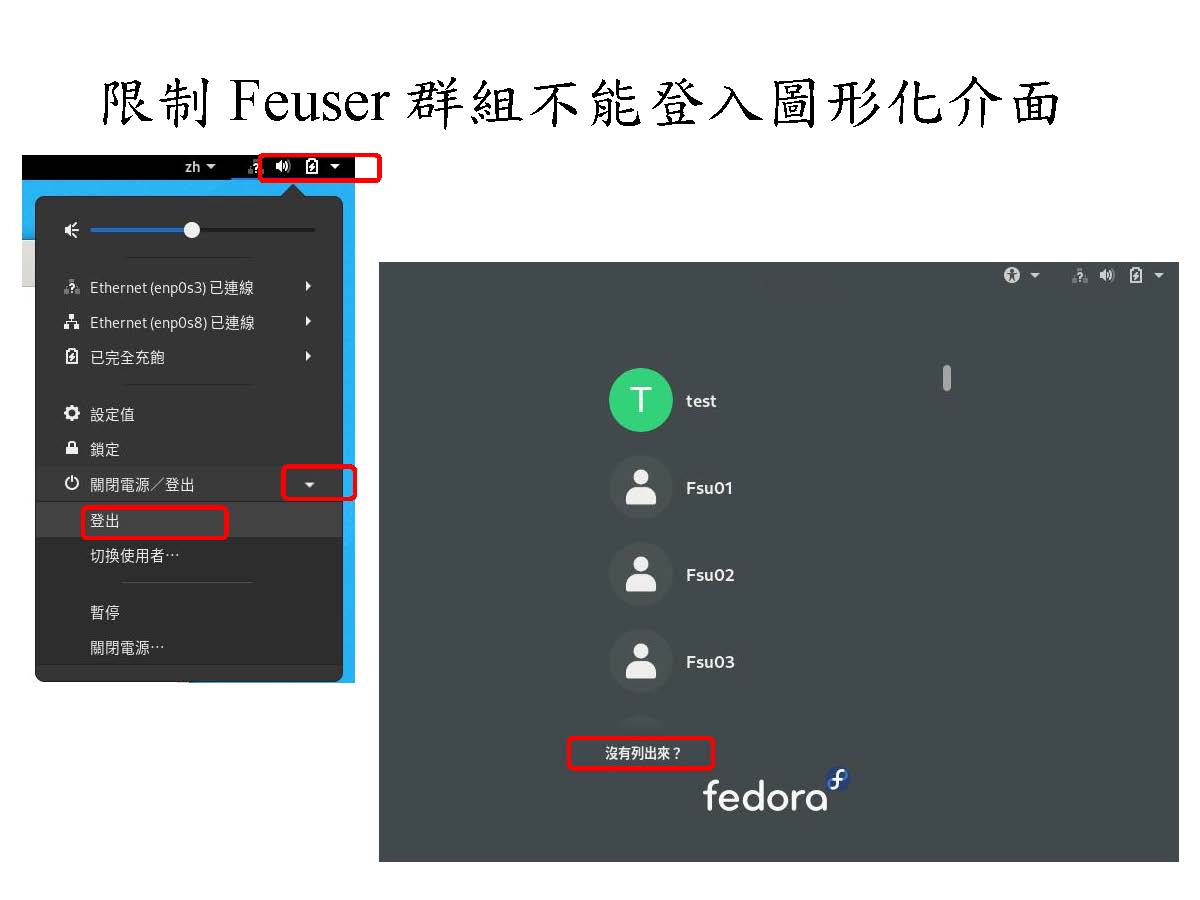 限制 Feuser 群組不能登入圖形化介面
zh
Ethernet (enp0s3) 已連線
Ethernet (enp0s8) 已連線
已完全充飽
設定值
鎖定
關閉電源／登出
登出
切換使用者…
暫停
關閉電源…
T
test
Fsu01
Fsu02
Fsu03
沒有列出來？
fedora